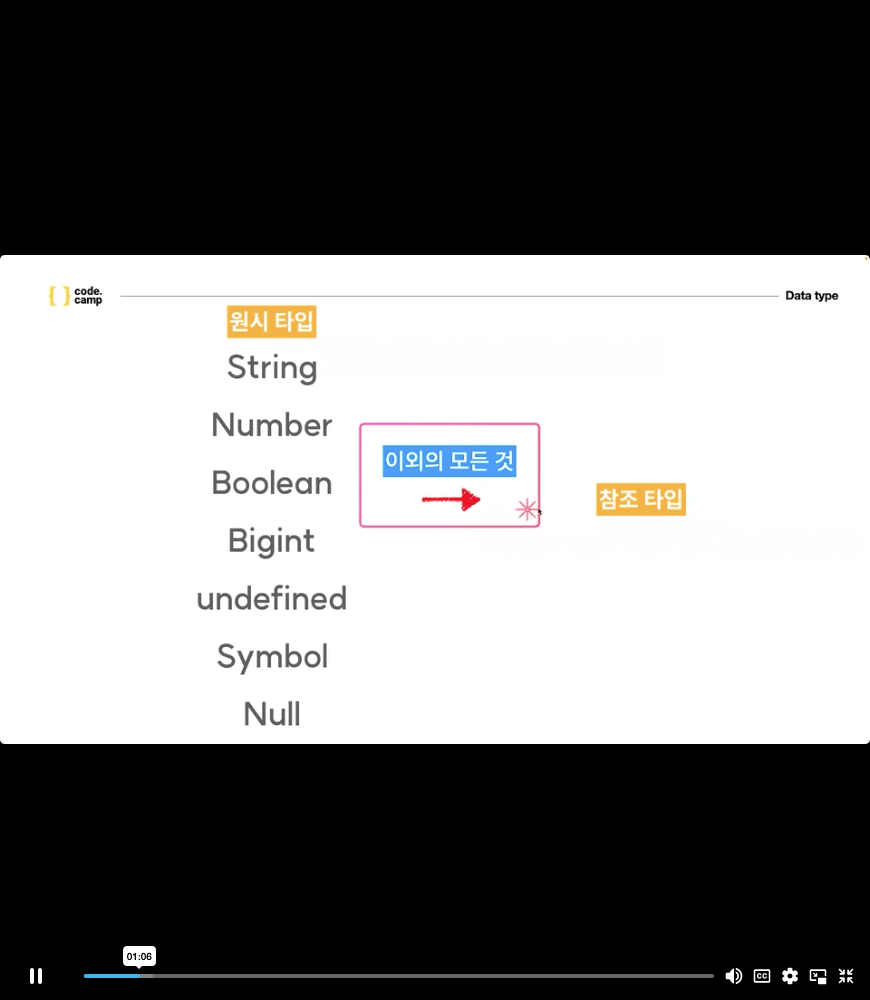 { } code.
camp
Data type
원시 타입
String
Number
Boolean
Bigint
undefined
Symbol
Null
이외의 모든 것
참조 타입
01:06
CC